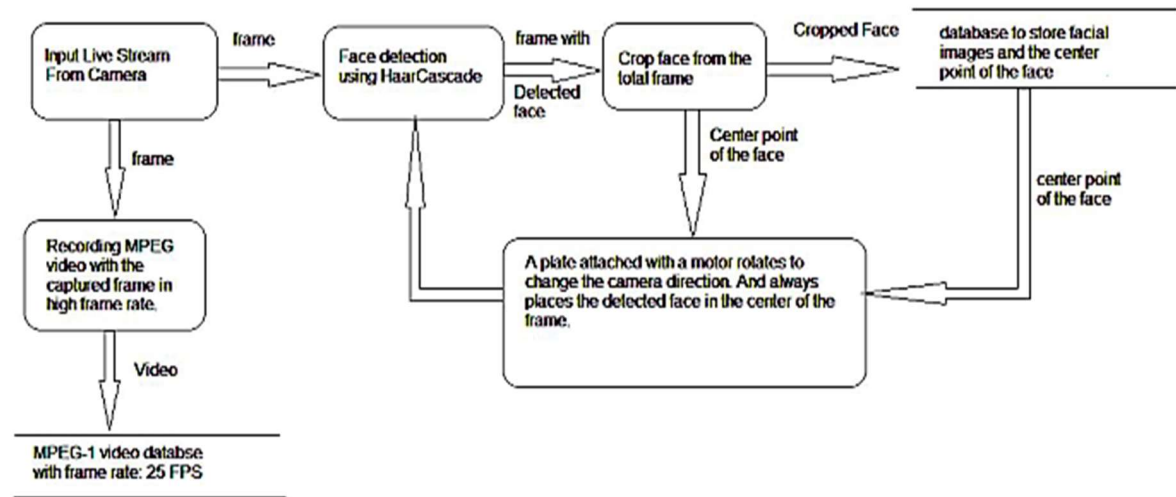 Input Live Stream
From Camera
frame
Face detection
using HaarCascade
frame with
Detected
face
Crop face from the
total frame
Cropped Face
database to store facial
images and the center
point of the face
frame
Center point
of the face
center point
of the face
Recording MPEG
video with the
captured frame in
high frame rate.
A plate attached with a motor rotates to
change the camera direction. And always
places the detected face in the center of the
frame.
Video
MPEG-1 video databse
with frame rate: 25 FPS